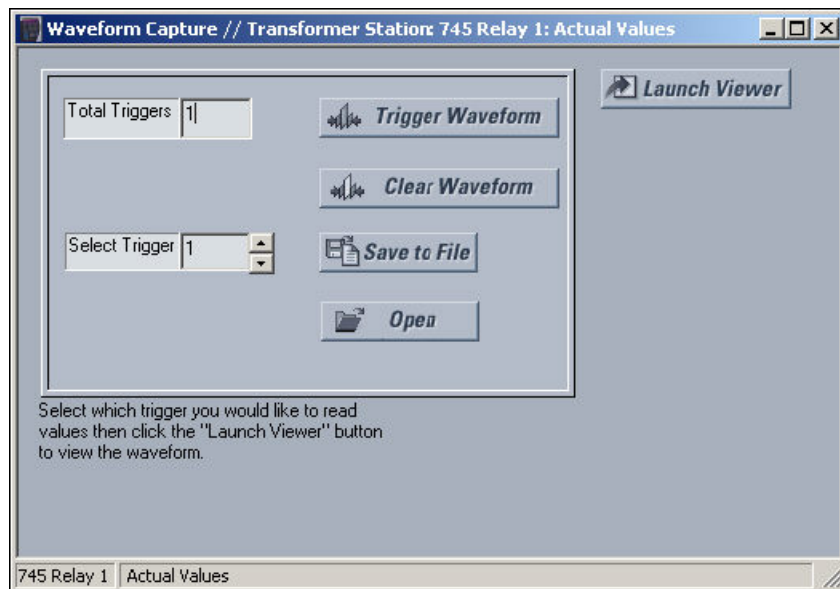 Waveform Capture // Transformer Station: 745 Relay 1: Actual Values
Total Triggers 1
Trigger Waveform
Launch Viewer
Clear Waveform
Select Trigger 1
Save to File
Open
Select which trigger you would like to read
values then click the "Launch Viewer" button
to view the waveform.
745 Relay 1 Actual Values